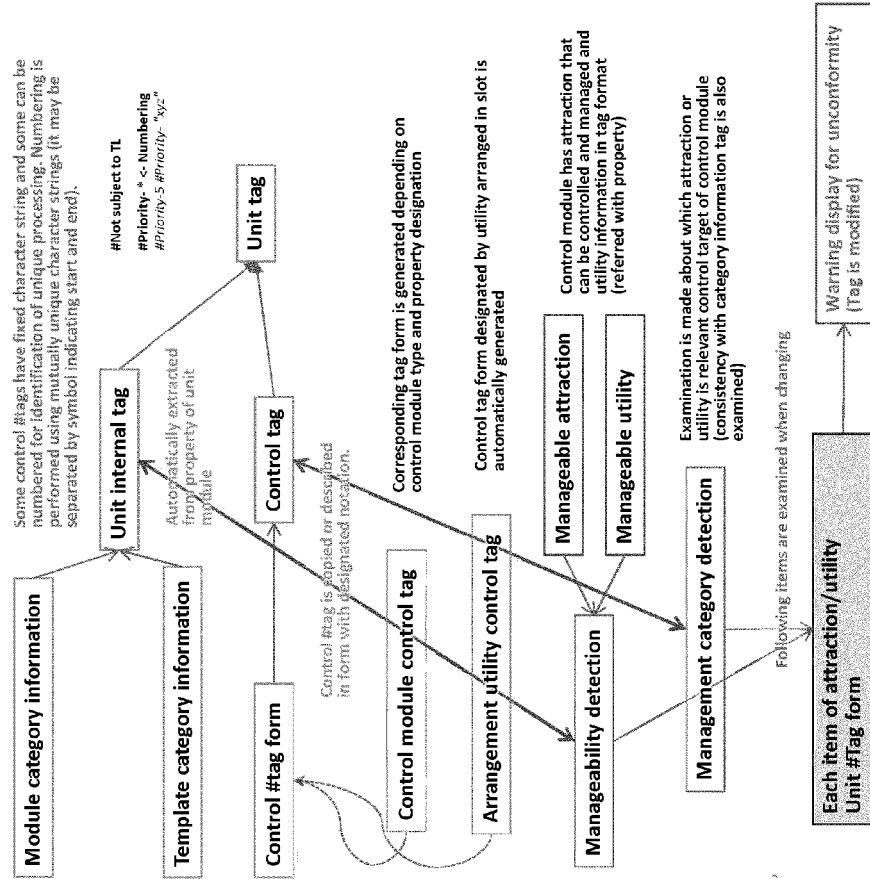 Some control #tags have fixed character string and some can be
numbered for identification of unique processing. Numbering is
performed using mutually unique character strings (it may be
separated by symbol indicating start and end).
#Not subject to TL
#Priority- * <- Numbering
#Priority-5 #Priority- "xyz"
Module category information
Unit internal tag
Unit tag
Template category information
Automatically extracted
from property of unit
module
Control #tag form
Control tag
Control #tag is copied or described
in form with designated notation.
Control module control tag
Corresponding tag form is generated depending on
control module type and property designation
Arrangement utility control tag
Control tag form designated by utility arranged in slot is
automatically generated
Manageability detection
Manageable attraction
Manageable utility
Control module has attraction that
can be controlled and managed and
utility information in tag format
(referred with property)
Management category detection
Examination is made about which attraction or
utility is relevant control target of control module
(consistency with category information tag is also
examined)
Following items are examined when changing
Each item of attraction/utility
Unit #Tag form
Warning display for unconformity
(Tag is modified)